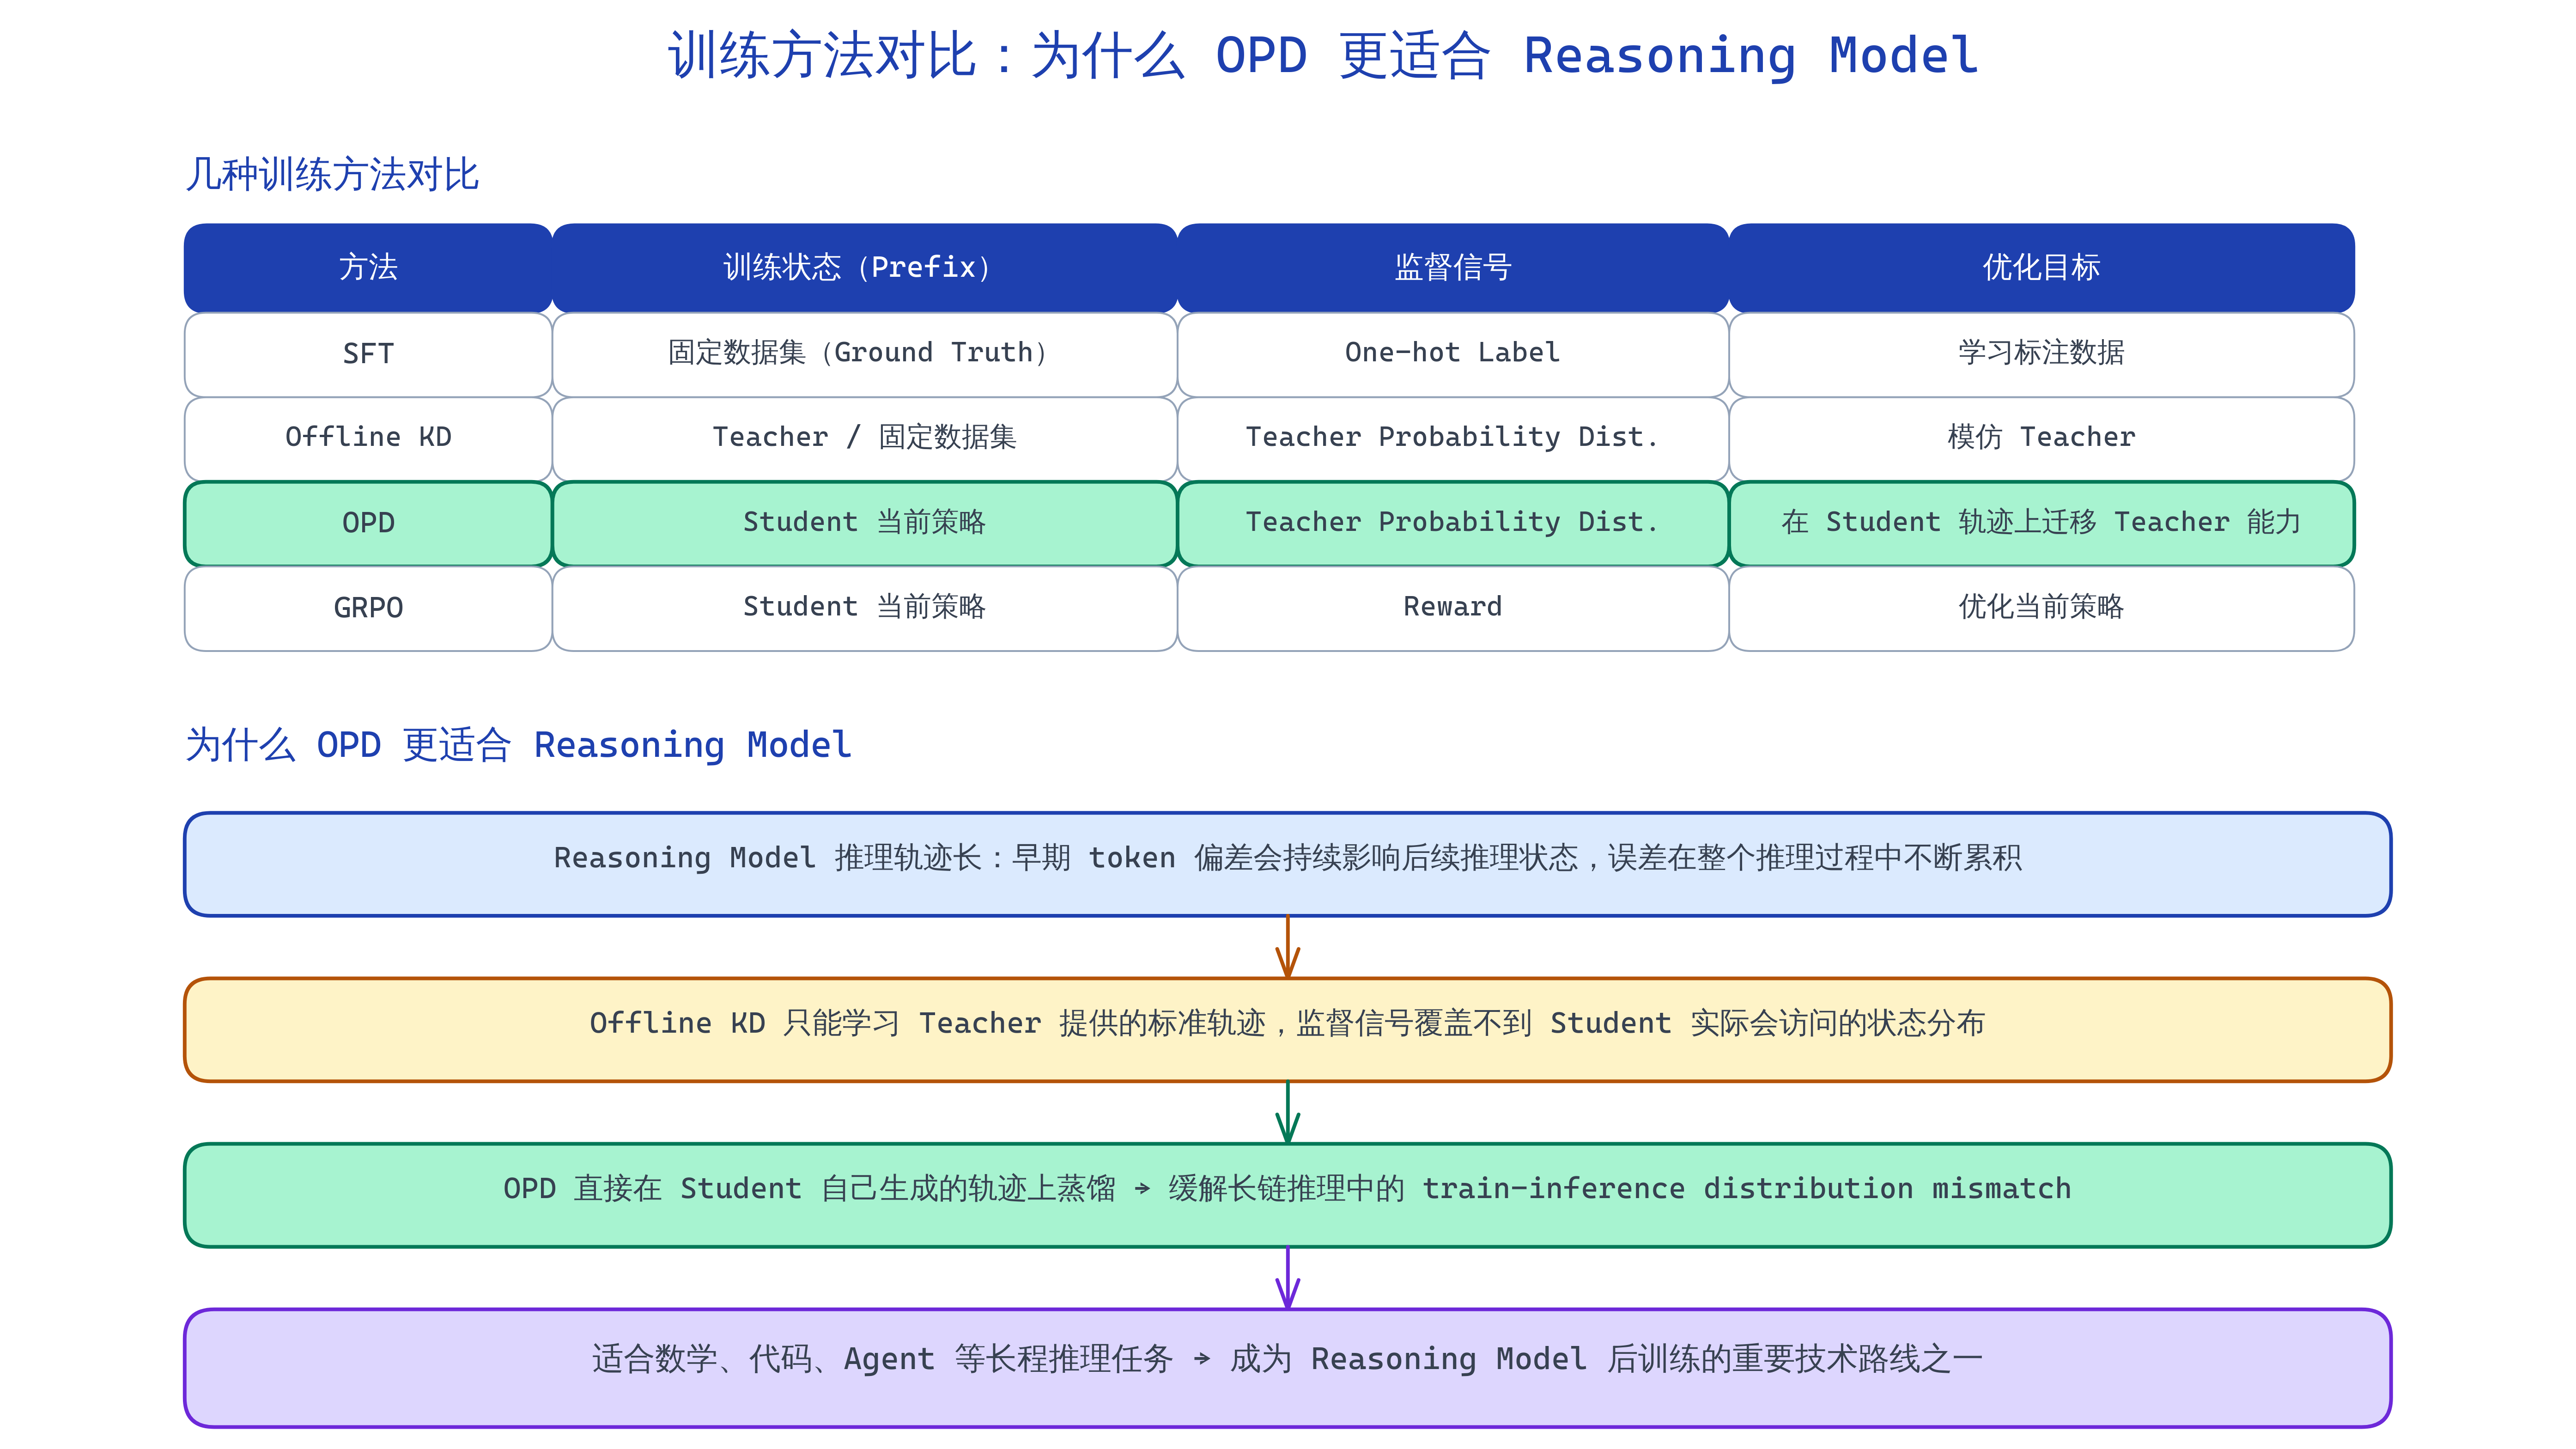 训练方法对比：为什么 OPD 更适合 Reasoning Model
几种训练方法对比
方法 训练状态（Prefix） 监督信号 优化目标
SFT 固定数据集（Ground Truth） One-hot Label 学习标注数据
Offline KD Teacher / 固定数据集 Teacher Probability Dist. 模仿 Teacher
OPD Student 当前策略 Teacher Probability Dist. 在 Student 轨迹上迁移 Teacher 能力
GRPO Student 当前策略 Reward 优化当前策略
为什么 OPD 更适合 Reasoning Model
Reasoning Model 推理轨迹长：早期 token 偏差会持续影响后续推理状态，误差在整个推理过程中不断累积
Offline KD 只能学习 Teacher 提供的标准轨迹，监督信号覆盖不到 Student 实际会访问的状态分布
OPD 直接在 Student 自己生成的轨迹上蒸馏 → 缓解长链推理中的 train-inference distribution mismatch
适合数学、代码、Agent 等长程推理任务 → 成为 Reasoning Model 后训练的重要技术路线之一